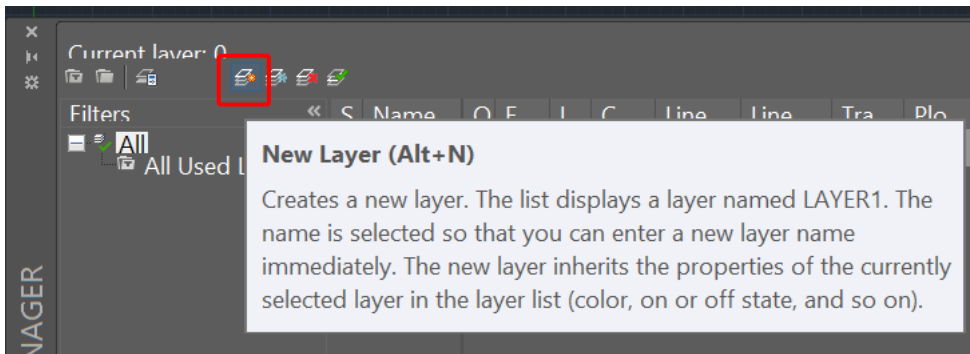 Current layer: 0
Filters « S Name O F L C Line Line Tra Plo
All
All Used L
New Layer (Alt+N)
Creates a new layer. The list displays a layer named LAYER1. The
name is selected so that you can enter a new layer name
immediately. The new layer inherits the properties of the currently
selected layer in the layer list (color, on or off state, and so on).
NAGER